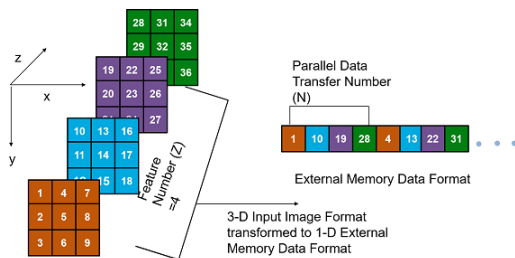 28 31 34
29 32 35
36
z
x
y
19 22 25
20 23 26
27
10 13 16
11 14 17
15 18
1 4 7
2 5 8
3 6 9
Feature
Number (Z)
=4
Parallel Data
Transfer Number
(N)
1 10 19 28 4 13 22 31
External Memory Data Format
3-D Input Image Format
transformed to 1-D External
Memory Data Format